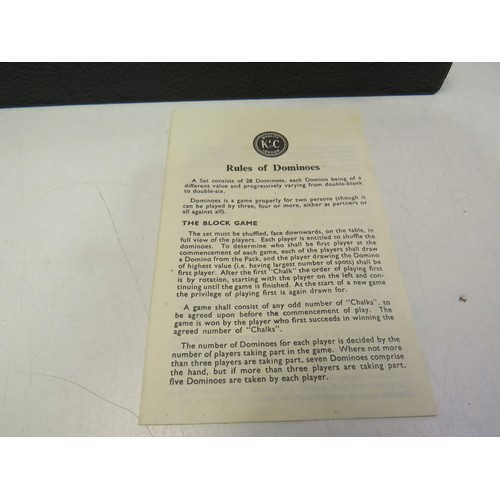 K & C
LONDON
Rules of Dominoes
A Set consists of 28 Dominoes, each Domino being of a
different value and progressively varying from double-blank
to double-six.
Dominoes is a game properly for two persons (though it
can be played by three, four or more, either as partners or
all against all).
THE BLOCK GAME
The set must be shuffled, face downwards, on the table, in
full view of the players. Each player is entitled to shuffle the
dominoes. To determine who shall be first player at the
commencement of each game, each of the players shall draw
a Domino from the Pack, and the player drawing the Domino
of highest value (i.e. having largest number of spots) shall be
first player. After the first "Chalk" the order of playing first
is by rotation, starting with the player on the left and con-
tinuing until the game is finished. At the start of a new game
the privilege of playing first is again drawn for.
A game shall consist of any odd number of "Chalks", to
be agreed upon before the commencement of play. The
game is won by the player who first succeeds in winning the
agreed number of "Chalks".
The number of Dominoes for each player is decided by the
number of players taking part in the game. Where not more
than three players are taking part, seven Dominoes comprise
the hand, but if more than three players are taking part,
five Dominoes are taken by each player.